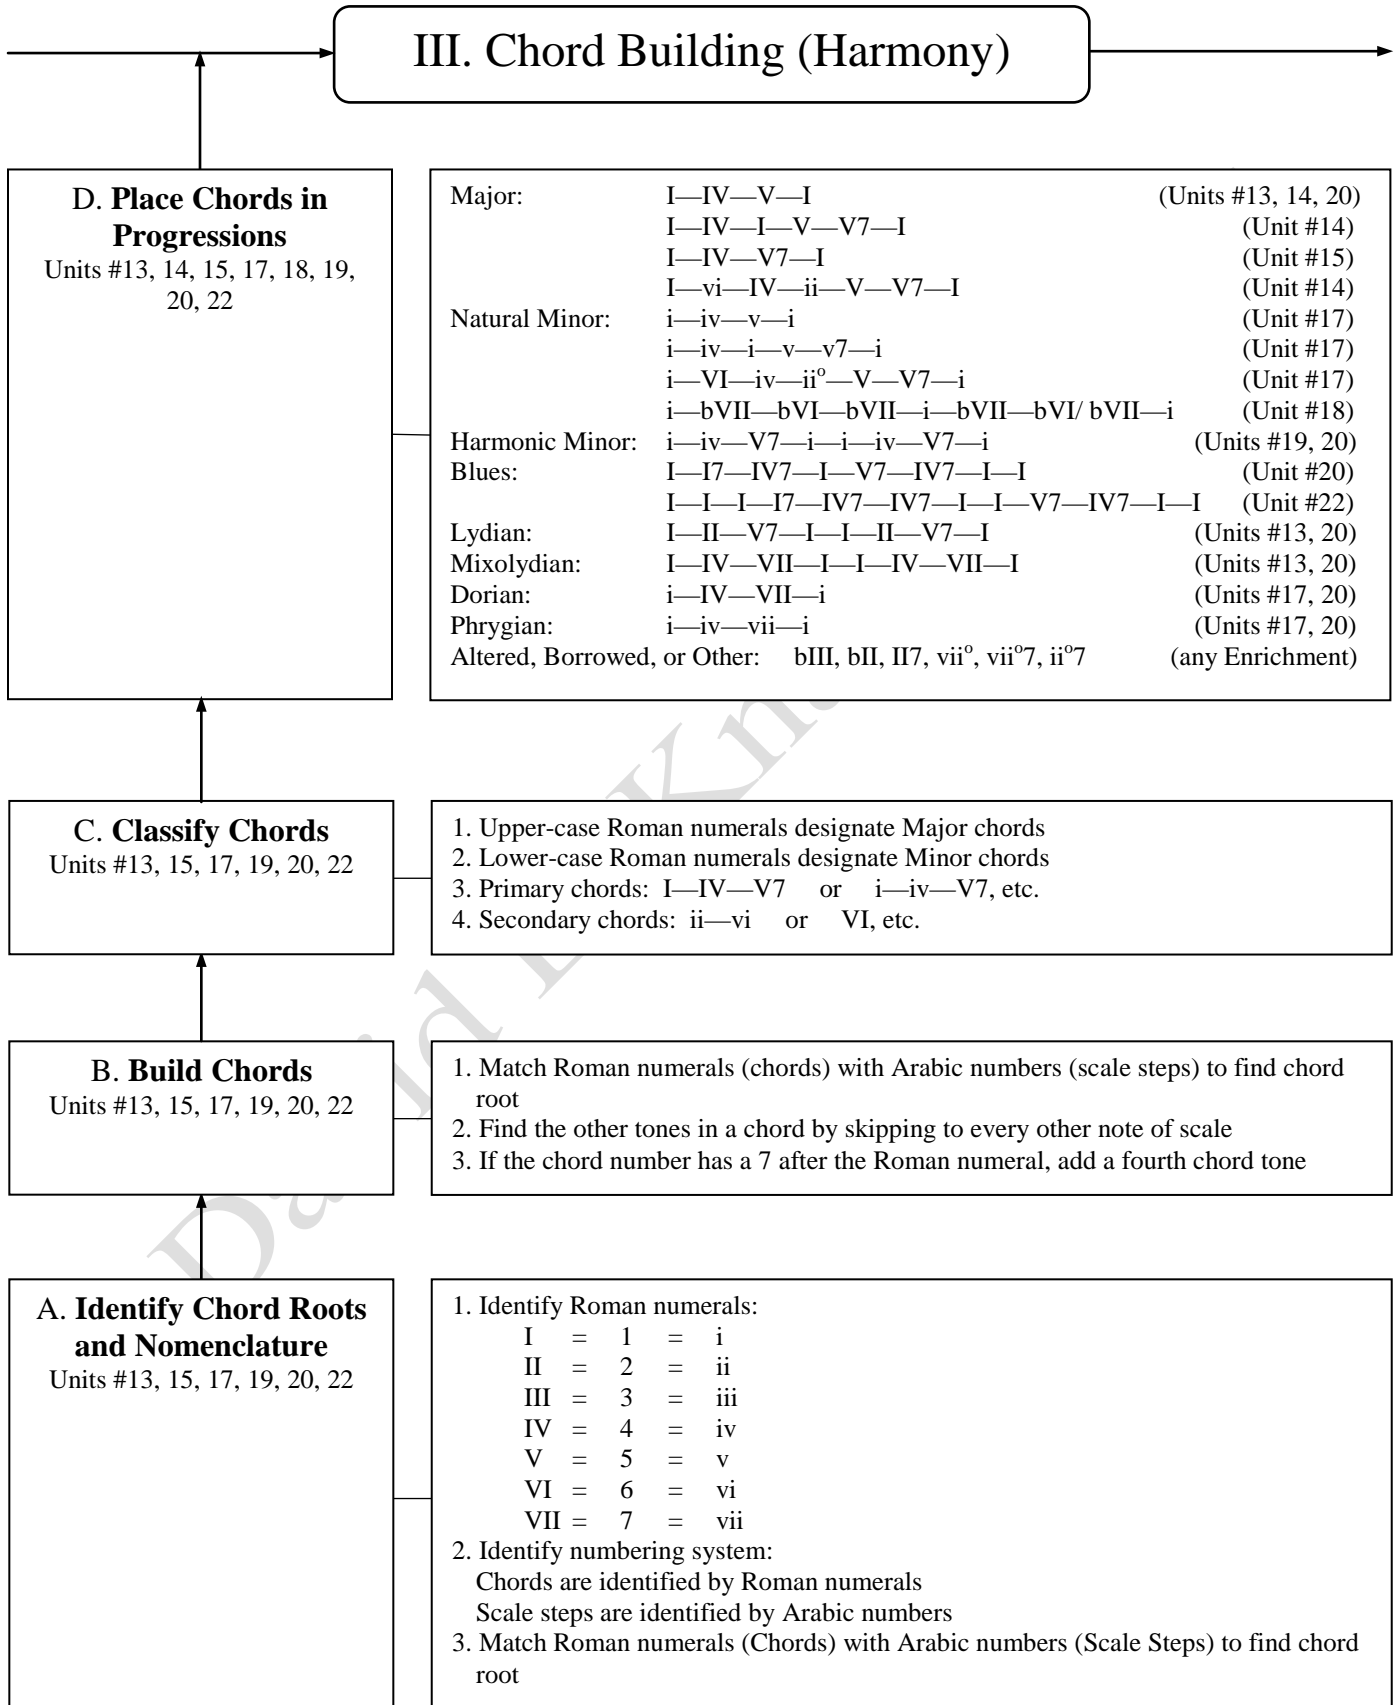 III. Chord Building (Harmony)
D. Place Chords in
Progressions
Units #13, 14, 15, 17, 18, 19,
20, 22
Major: I—IV—V—I (Units #13, 14, 20)
I—IV—I—V—V7—I (Unit #14)
I—IV—V7—I (Unit #15)
I—vi—IV—ii—V—V7—I (Unit #14)
Natural Minor: i—iv—v—i (Unit #17)
i—iv—i—v—v7—i (Unit #17)
i—VI—iv—iiº—V—V7—i (Unit #17)
i—bVII—bVI—bVII—i—bVII—bVI/ bVII—i (Unit #18)
Harmonic Minor: i—iv—V7—i—i—iv—V7—i (Units #19, 20)
Blues: I—I7—IV7—I—V7—IV7—I—I (Unit #20)
I—I—I—I7—IV7—IV7—I—I—V7—IV7—I—I (Unit #22)
Lydian: I—II—V7—I—I—II—V7—I (Units #13, 20)
Mixolydian: I—IV—VII—I—I—IV—VII—I (Units #13, 20)
Dorian: i—IV—VII—i (Units #17, 20)
Phrygian: i—iv—vii—i (Units #17, 20)
Altered, Borrowed, or Other: bIII, bII, II7, viiº, viiº7, iiº7 (any Enrichment)
C. Classify Chords
Units #13, 15, 17, 19, 20, 22
1. Upper-case Roman numerals designate Major chords
2. Lower-case Roman numerals designate Minor chords
3. Primary chords: I—IV—V7 or i—iv—V7, etc.
4. Secondary chords: ii—vi or VI, etc.
B. Build Chords
Units #13, 15, 17, 19, 20, 22
1. Match Roman numerals (chords) with Arabic numbers (scale steps) to find chord
root
2. Find the other tones in a chord by skipping to every other note of scale
3. If the chord number has a 7 after the Roman numeral, add a fourth chord tone
A. Identify Chord Roots
and Nomenclature
Units #13, 15, 17, 19, 20, 22
1. Identify Roman numerals:
I = 1 = i
II = 2 = ii
III = 3 = iii
IV = 4 = iv
V = 5 = v
VI = 6 = vi
VII = 7 = vii
2. Identify numbering system:
Chords are identified by Roman numerals
Scale steps are identified by Arabic numbers
3. Match Roman numerals (Chords) with Arabic numbers (Scale Steps) to find chord
root